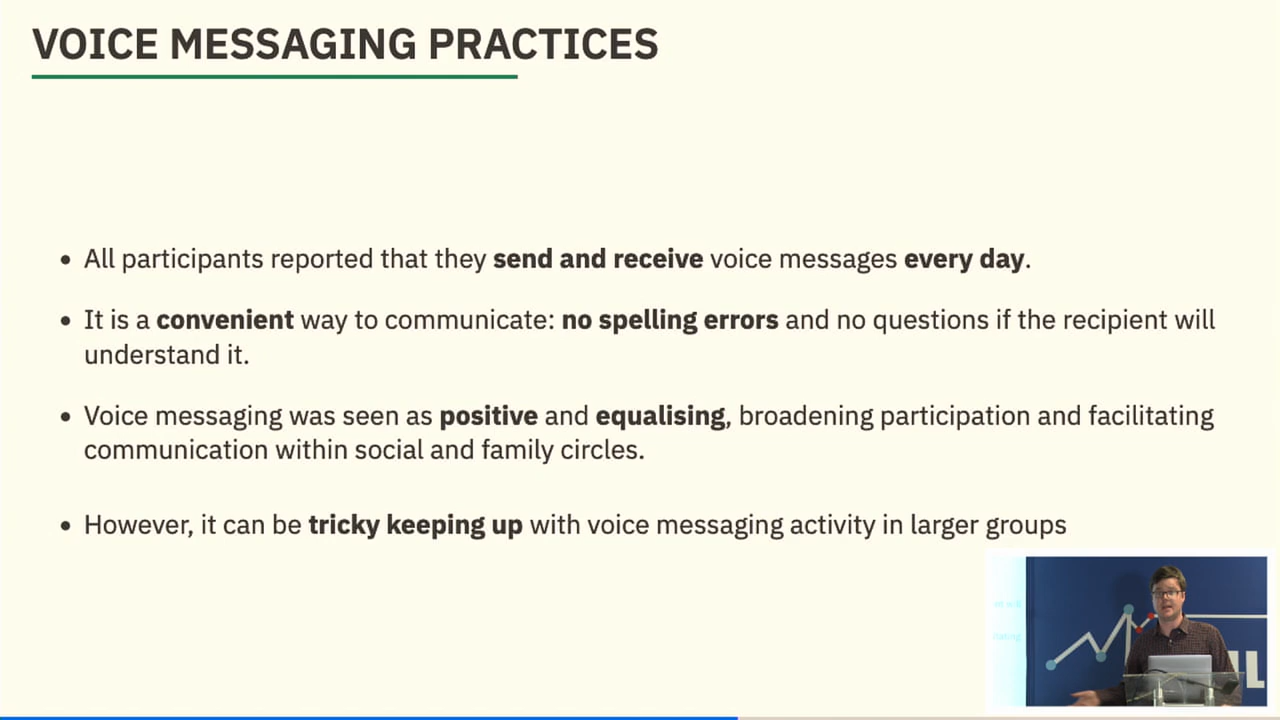 VOICE MESSAGING PRACTICES
• All participants reported that they send and receive voice messages every day.
• It is a convenient way to communicate: no spelling errors and no questions if the recipient will
understand it.
• Voice messaging was seen as positive and equalising, broadening participation and facilitating
communication within social and family circles.
• However, it can be tricky keeping up with voice messaging activity in larger groups